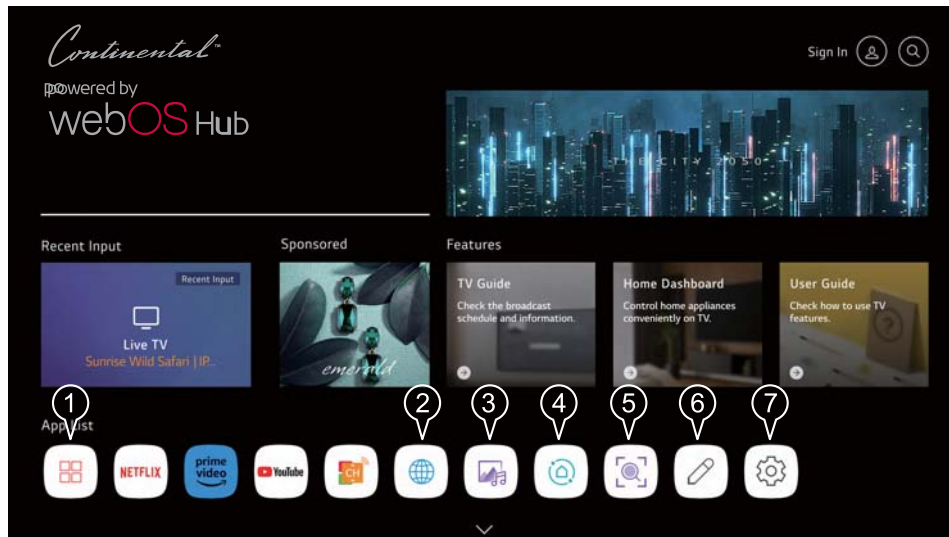 Continental™
Sign In
powered by
webOS Hub
THE CITY 2050
Recent Input
Sponsored
Features
Recent Input
Live TV
Sunrise Wild Safari | IP...
emerald
TV Guide
Check the broadcast
schedule and information.
Home Dashboard
Control home appliances
conveniently on TV.
User Guide
Check how to use TV
features.
1
2
3
4
5
6
7
App List
NETFLIX
prime
video
YouTube
CH